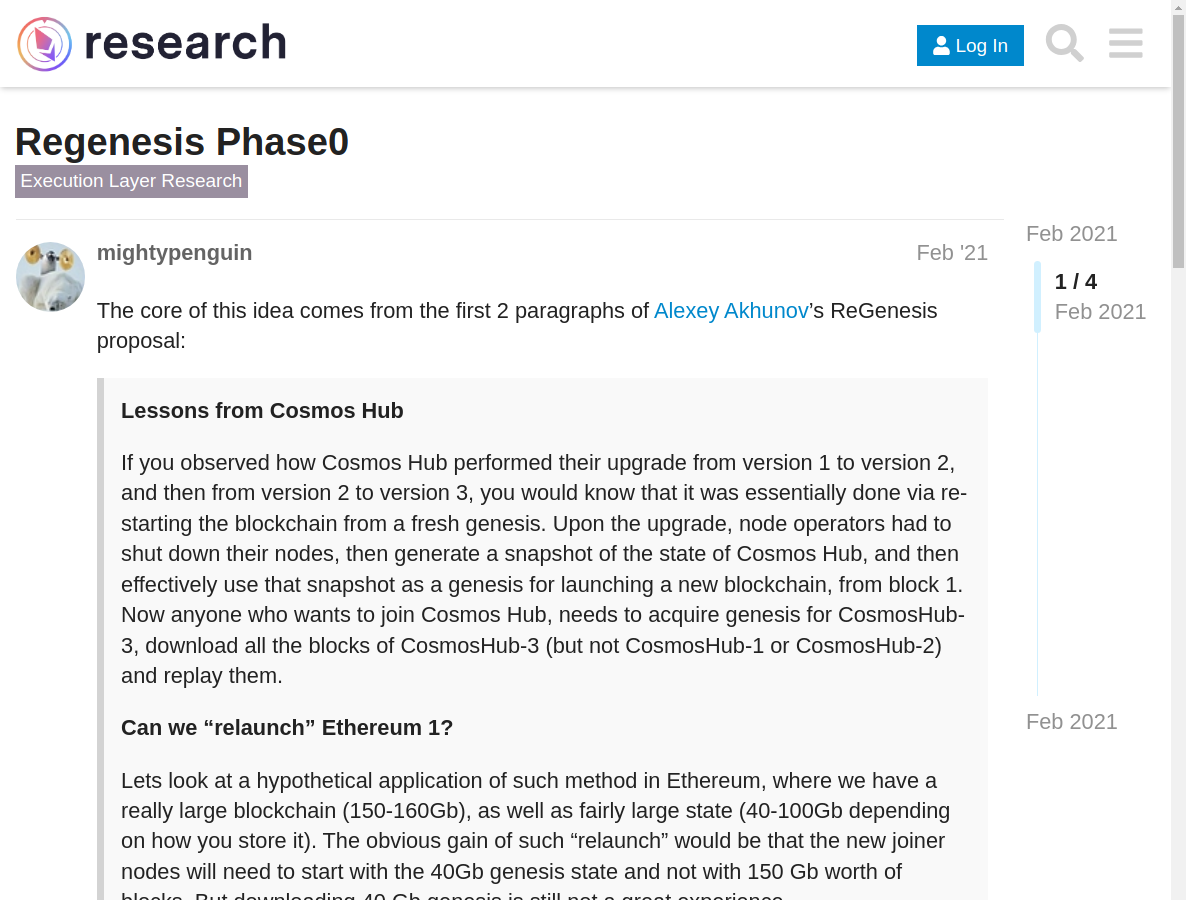 research
Log In
Regenesis Phase0
Execution Layer Research
mightypenguin
Feb '21
The core of this idea comes from the first 2 paragraphs of Alexey Akhunov’s ReGenesis
proposal:
Lessons from Cosmos Hub
If you observed how Cosmos Hub performed their upgrade from version 1 to version 2,
and then from version 2 to version 3, you would know that it was essentially done via re-
starting the blockchain from a fresh genesis. Upon the upgrade, node operators had to
shut down their nodes, then generate a snapshot of the state of Cosmos Hub, and then
effectively use that snapshot as a genesis for launching a new blockchain, from block 1.
Now anyone who wants to join Cosmos Hub, needs to acquire genesis for CosmosHub-
3, download all the blocks of CosmosHub-3 (but not CosmosHub-1 or CosmosHub-2)
and replay them.
Can we “relaunch” Ethereum 1?
Lets look at a hypothetical application of such method in Ethereum, where we have a
really large blockchain (150-160Gb), as well as fairly large state (40-100Gb depending
on how you store it). The obvious gain of such “relaunch” would be that the new joiner
nodes will need to start with the 40Gb genesis state and not with 150 Gb worth of
blocks. But downloading 40 Gb genesis is still not a great experience.
Feb 2021
1 / 4
Feb 2021
Feb 2021